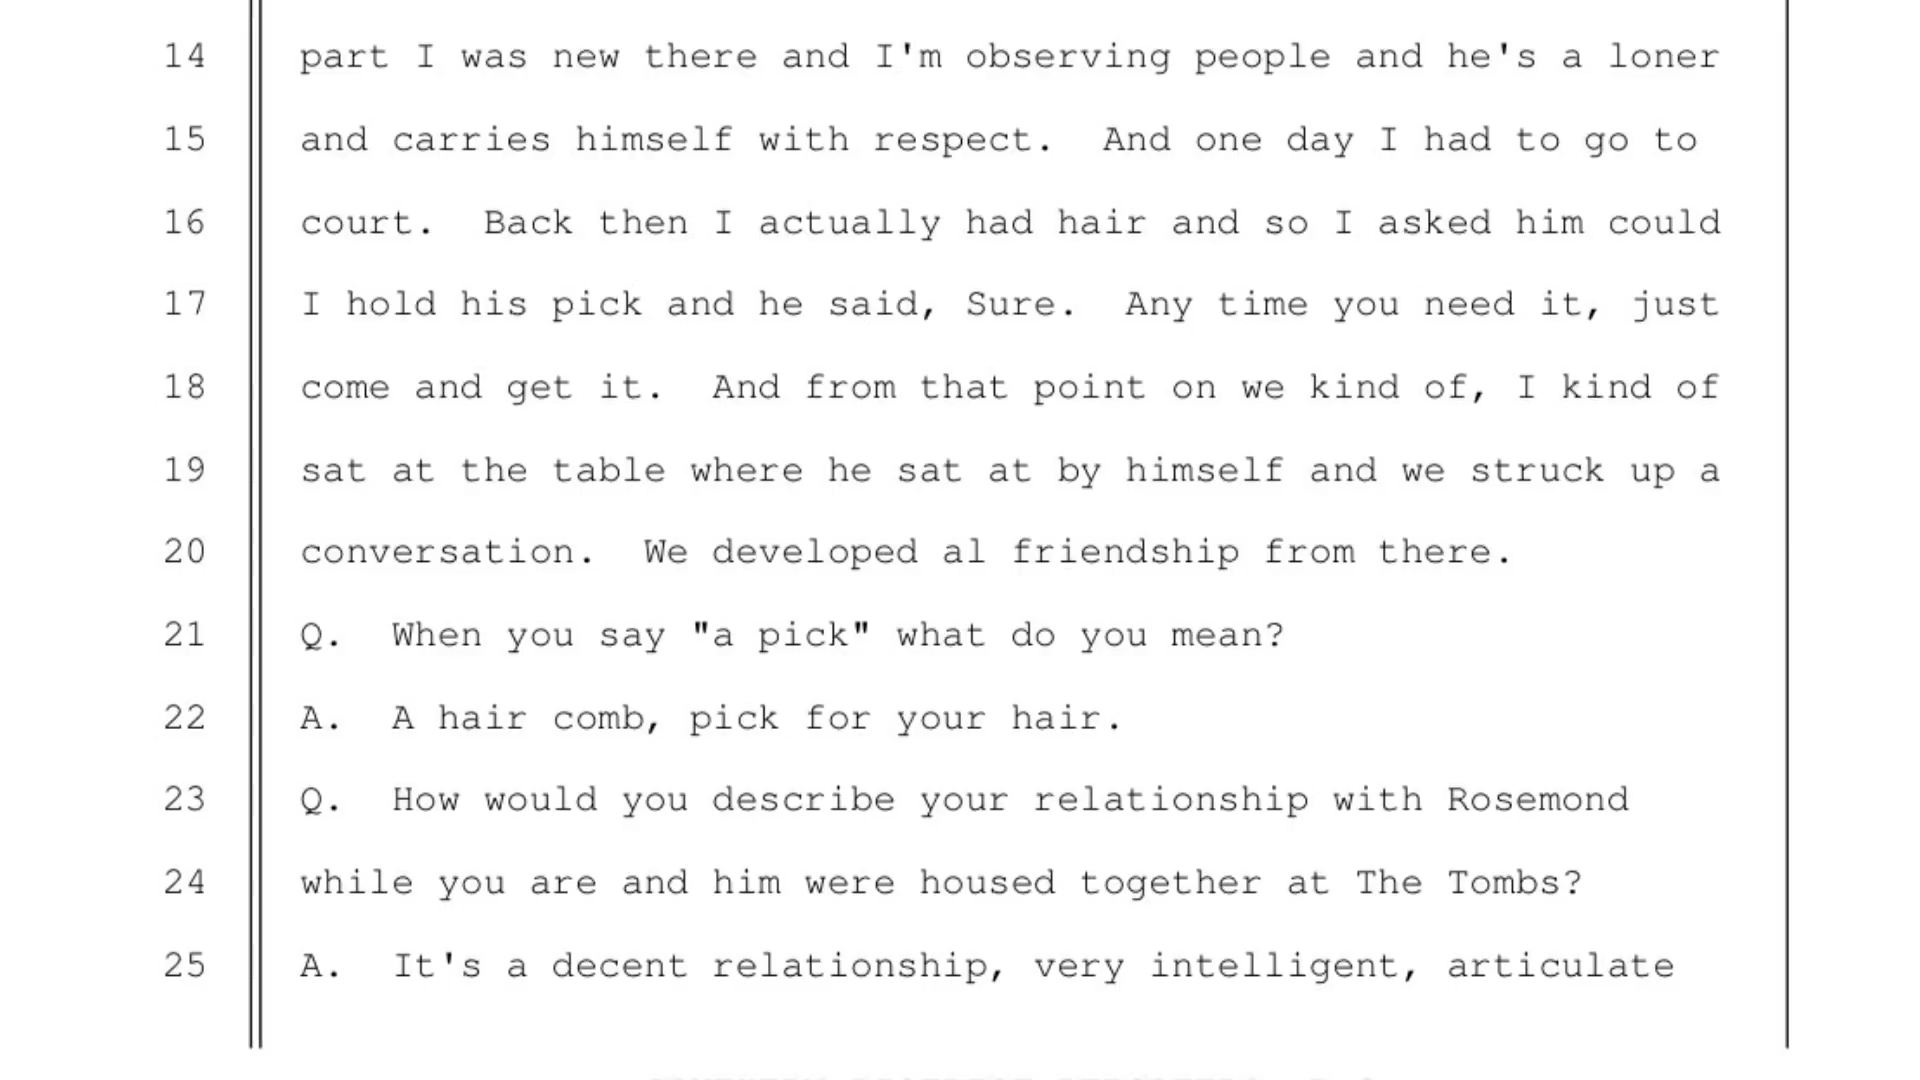 14 part I was new there and I'm observing people and he's a loner
15 and carries himself with respect.  And one day I had to go to
16 court.  Back then I actually had hair and so I asked him could
17 I hold his pick and he said, Sure.  Any time you need it, just
18 come and get it.  And from that point on we kind of, I kind of
19 sat at the table where he sat at by himself and we struck up a
20 conversation.  We developed al friendship from there.
21 Q.  When you say "a pick" what do you mean?
22 A.  A hair comb, pick for your hair.
23 Q.  How would you describe your relationship with Rosemond
24 while you are and him were housed together at The Tombs?
25 A.  It's a decent relationship, very intelligent, articulate